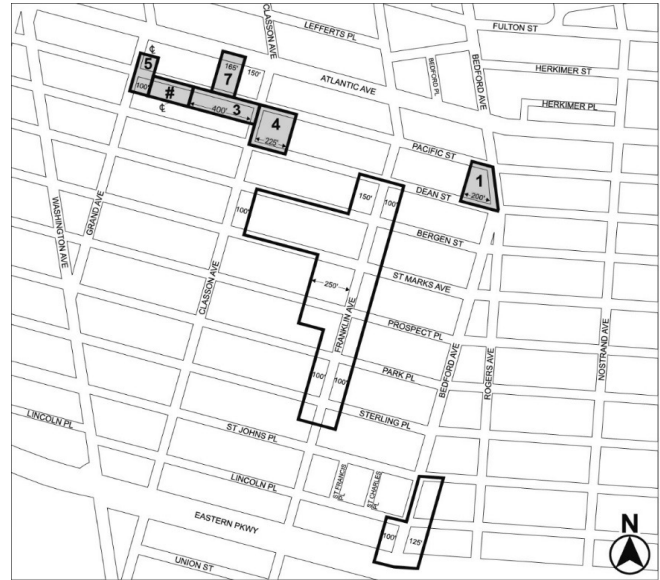 LEFFERTS PL
FULTON ST
CLASSON AVE
BEDFORD PL
BEDFORD AVE
HERKIMER ST
HERKIMER PL
ATLANTIC AVE
℄
5
165'
7
150'
100'
#
℄
400'
3
4
225'
PACIFIC ST
1
200'
DEAN ST
150'
100'
100'
BERGEN ST
WASHINGTON AVE
GRAND AVE
CLASSON AVE
ST MARKS AVE
250'
FRANKLIN AVE
PROSPECT PL
BEDFORD AVE
ROGERS AVE
NOSTRAND AVE
PARK PL
100'
100'
STERLING PL
LINCOLN PL
ST JOHNS PL
LINCOLN PL
ST FRANCIS PL
ST CHARLES PL
EASTERN PKWY
100'
125'
UNION ST
N